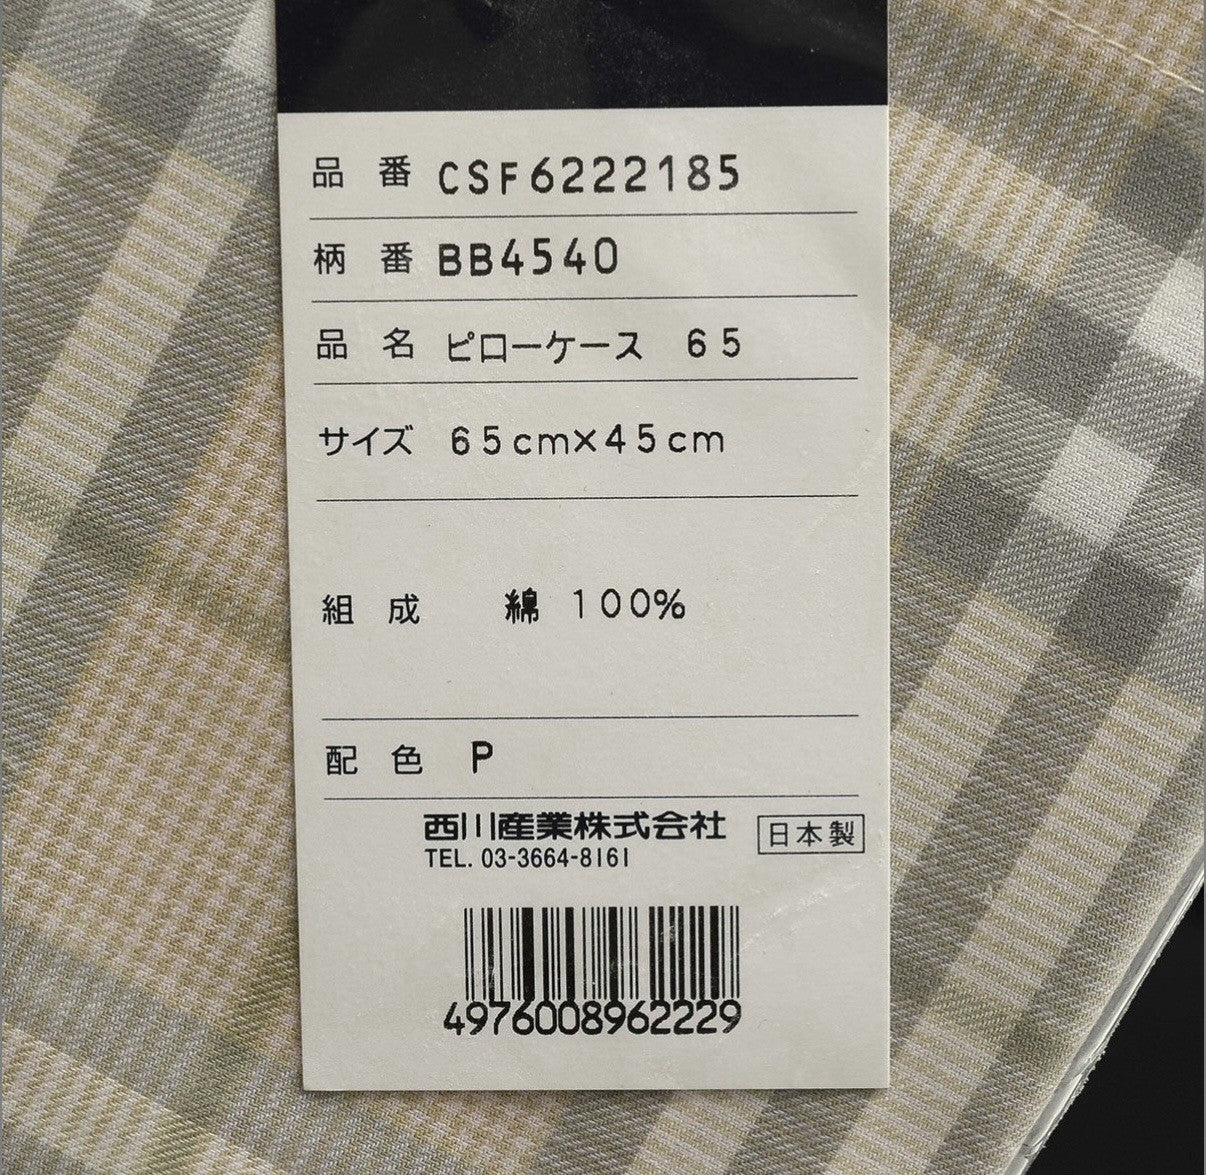 品番 CSF6222185
柄番 BB4540
品名 ピローケース 65
サイズ 65cm×45cm
組成 綿 100%
配色 P
西川産業株式会社
TEL. 03-3664-8161
日本製
4976008962229